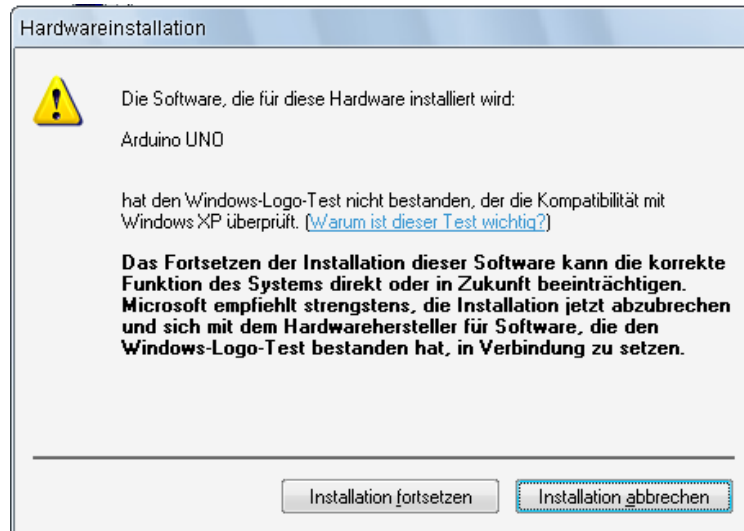 Hardwareinstallation
Die Software, die für diese Hardware installiert wird:
Arduino UNO
hat den Windows-Logo-Test nicht bestanden, der die Kompatibilität mit
Windows XP überprüft. (Warum ist dieser Test wichtig?)
Das Fortsetzen der Installation dieser Software kann die korrekte
Funktion des Systems direkt oder in Zukunft beeinträchtigen.
Microsoft empfiehlt strengstens, die Installation jetzt abzubrechen
und sich mit dem Hardwarehersteller für Software, die den
Windows-Logo-Test bestanden hat, in Verbindung zu setzen.
Installation fortsetzen
Installation abbrechen